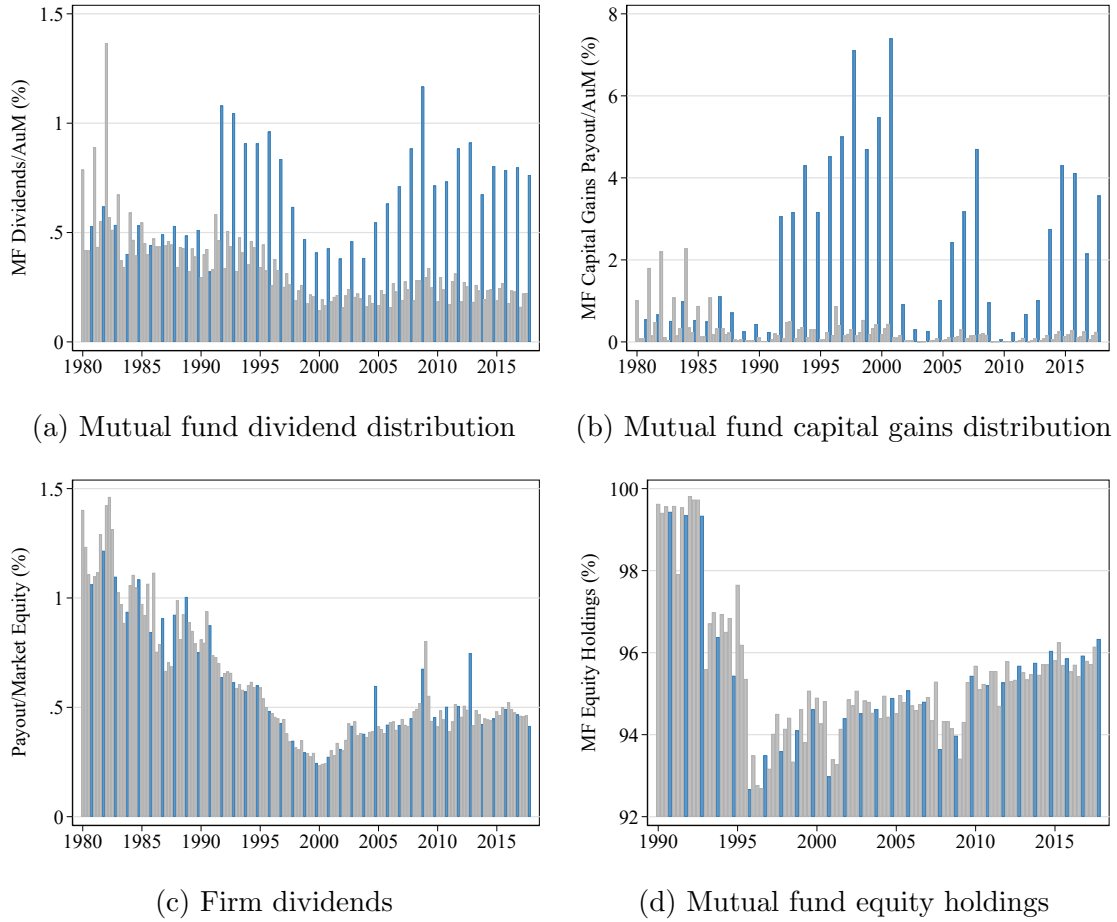 MF Dividends/AuM (%)
1.5
1
.5
0
1980 1985 1990 1995 2000 2005 2010 2015
(a) Mutual fund dividend distribution
MF Capital Gains Payout/AuM (%)
8
6
4
2
0
1980 1985 1990 1995 2000 2005 2010 2015
(b) Mutual fund capital gains distribution
Payout/Market Equity (%)
1.5
1
.5
0
1980 1985 1990 1995 2000 2005 2010 2015
(c) Firm dividends
MF Equity Holdings (%)
100
98
96
94
92
1990 1995 2000 2005 2010 2015
(d) Mutual fund equity holdings